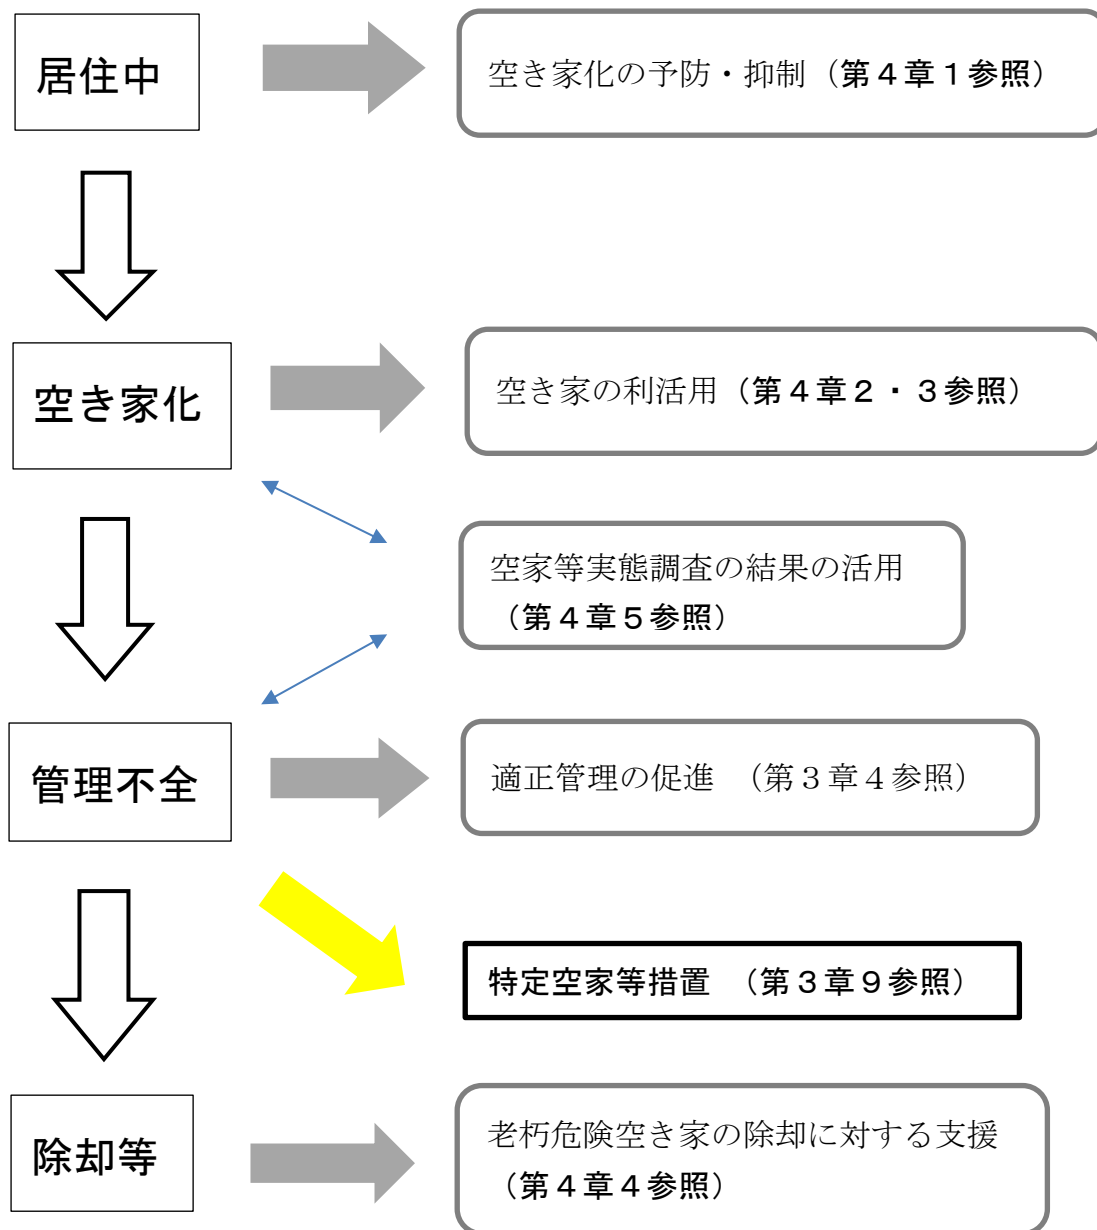 居住中
空き家化の予防・抑制（第４章１参照）
空き家化
空き家の利活用（第４章２・３参照）
空家等実態調査の結果の活用
（第４章５参照）
管理不全
適正管理の促進　（第３章４参照）
特定空家等措置　（第３章９参照）
除却等
老朽危険空き家の除却に対する支援
（第４章４参照）